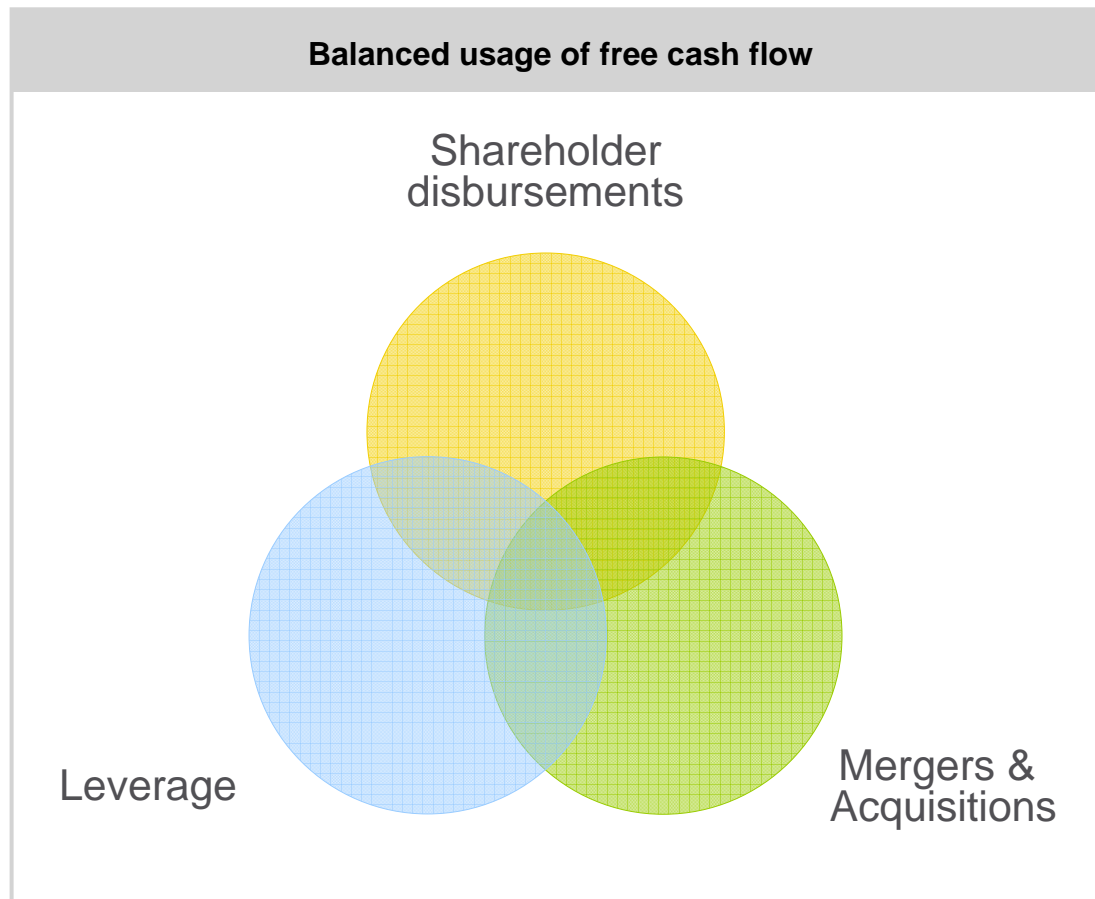 Balanced usage of free cash flow
Shareholder
disbursements
Leverage
Mergers &
Acquisitions